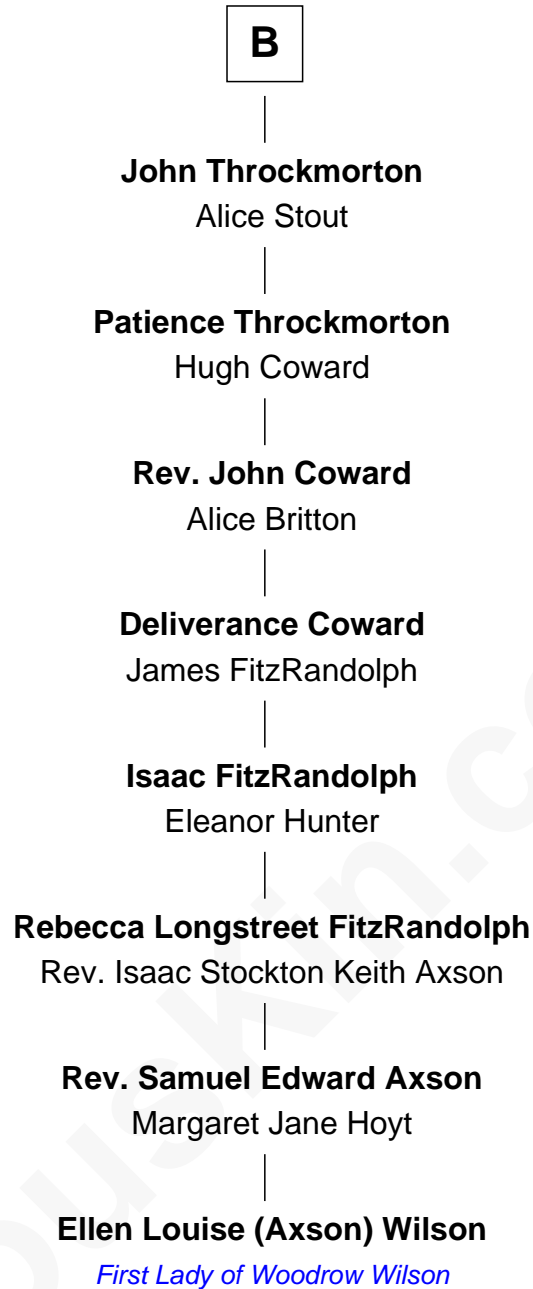 B
John Throckmorton
Alice Stout
Patience Throckmorton
Hugh Coward
Rev. John Coward
Alice Britton
Deliverance Coward
James FitzRandolph
Isaac FitzRandolph
Eleanor Hunter
Rebecca Longstreet FitzRandolph
Rev. Isaac Stockton Keith Axson
Rev. Samuel Edward Axson
Margaret Jane Hoyt
Ellen Louise (Axson) Wilson
First Lady of Woodrow Wilson